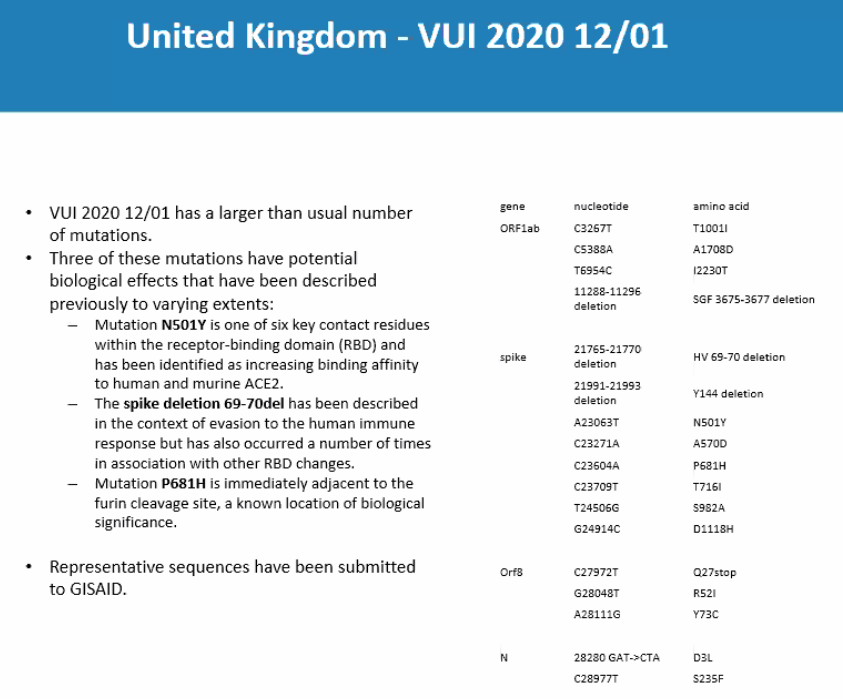 United Kingdom - VUI 2020 12/01
• VUI 2020 12/01 has a larger than usual number
of mutations.
• Three of these mutations have potential
biological effects that have been described
previously to varying extents:
– Mutation N501Y is one of six key contact residues
within the receptor-binding domain (RBD) and
has been identified as increasing binding affinity
to human and murine ACE2.
– The spike deletion 69-70del has been described
in the context of evasion to the human immune
response but has also occurred a number of times
in association with other RBD changes.
– Mutation P681H is immediately adjacent to the
furin cleavage site, a known location of biological
significance.
• Representative sequences have been submitted
to GISAID.
gene nucleotide amino acid
ORF1ab C3267T T1001I
C5388A A1708D
T6954C I2230T
11288-11296
deletion SGF 3675-3677 deletion
spike 21765-21770
deletion HV 69-70 deletion
21991-21993
deletion Y144 deletion
A23063T N501Y
C23271A A570D
C23604A P681H
C23709T T716I
T24506G S982A
G24914C D1118H
Orf8 C27972T Q27stop
G28048T R52I
A28111G Y73C
N 28280 GAT->CTA D3L
C28977T S235F